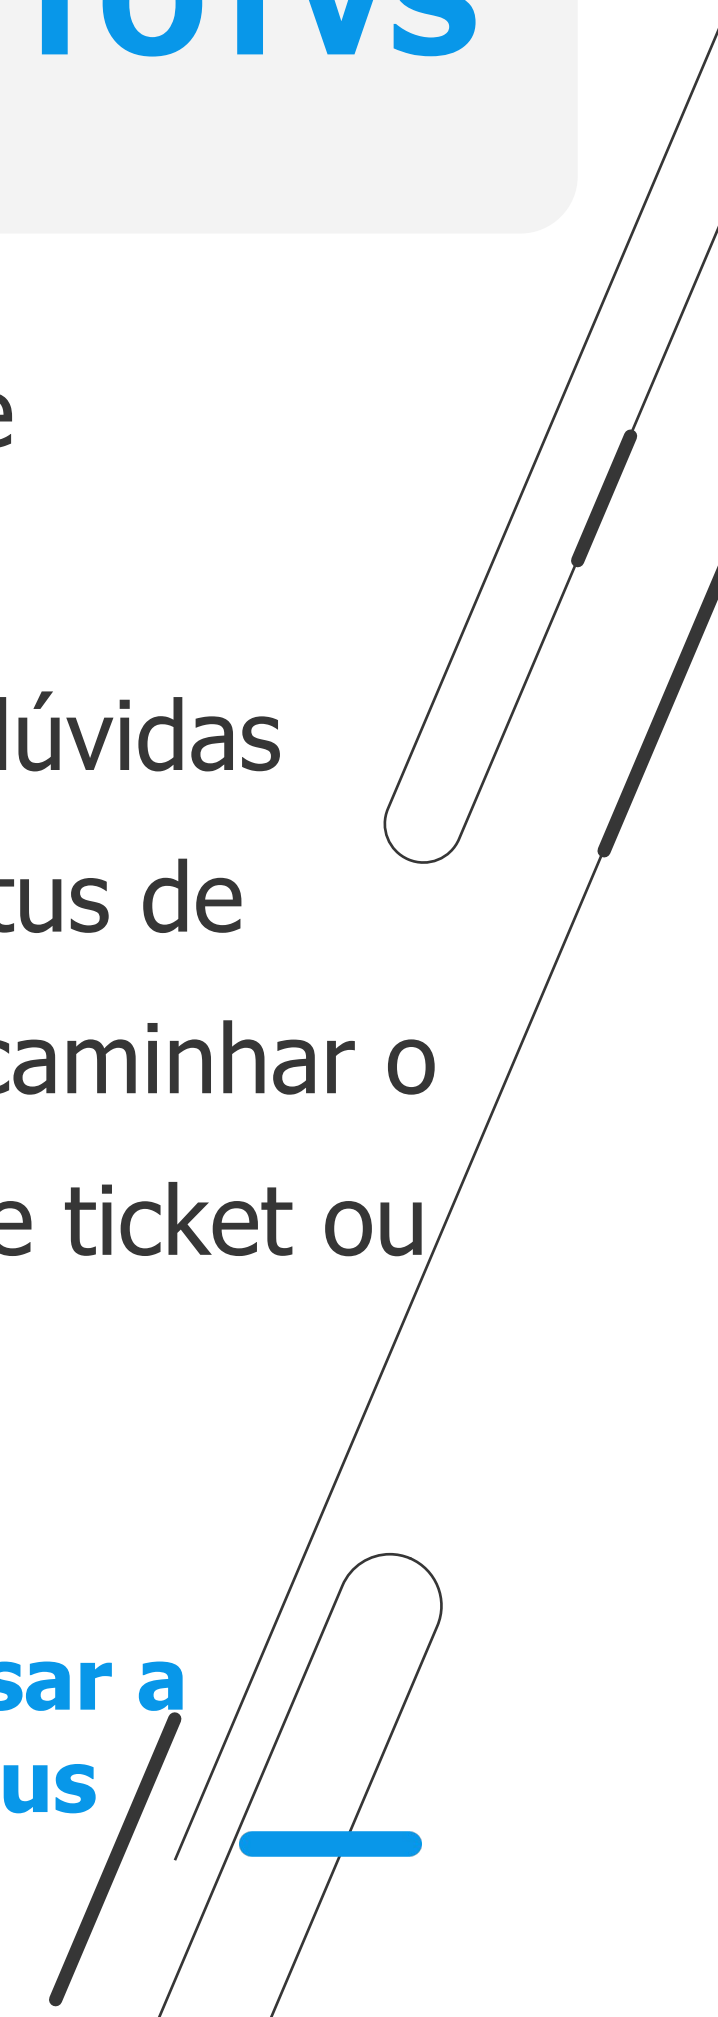 e
dúvidas
tus de
caminhar o
e ticket ou
sar a
us